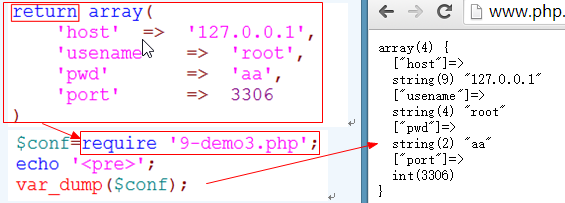 return array(
'host' => '127.0.0.1',
'usename' => 'root',
'pwd' => 'aa',
'port' => 3306
)
$conf=require '9-demo3.php';
echo '<pre>';
var_dump($conf);
www.php.
array(4) {
["host"]=>
string(9) "127.0.0.1"
["usename"]=>
string(4) "root"
["pwd"]=>
string(2) "aa"
["port"]=>
int(3306)
}